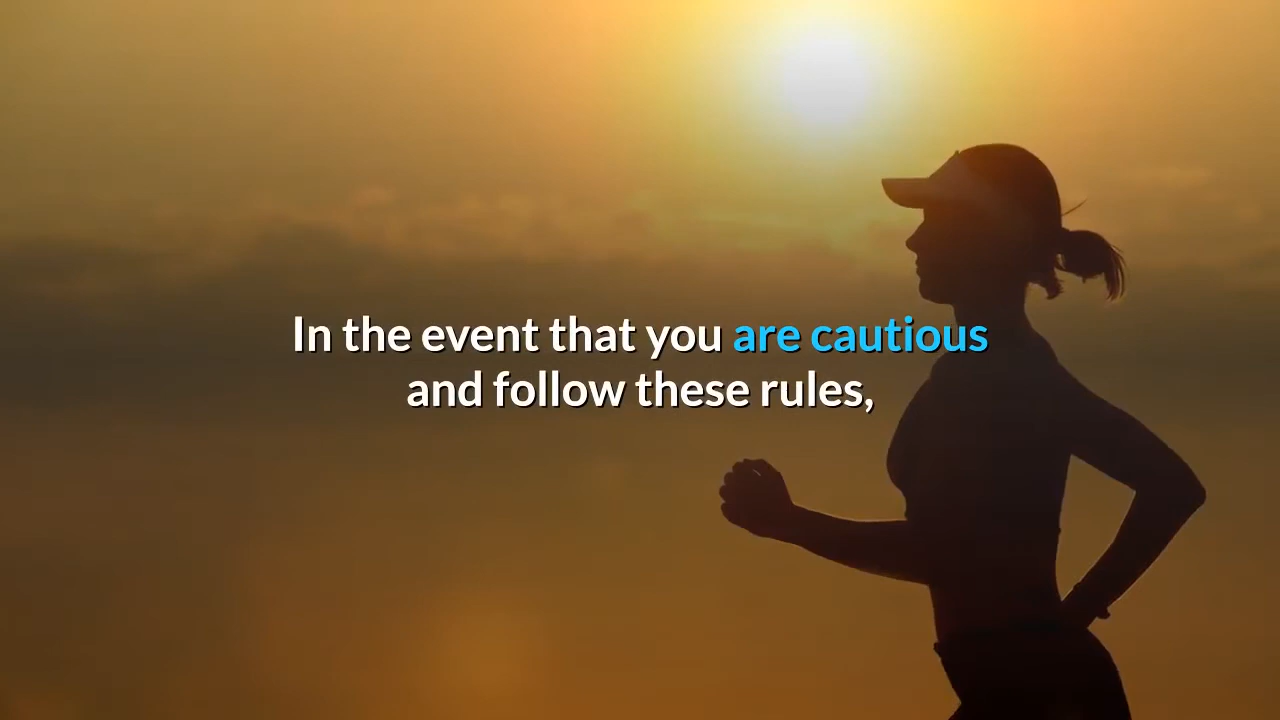 In the event that you are cautious
and follow these rules,